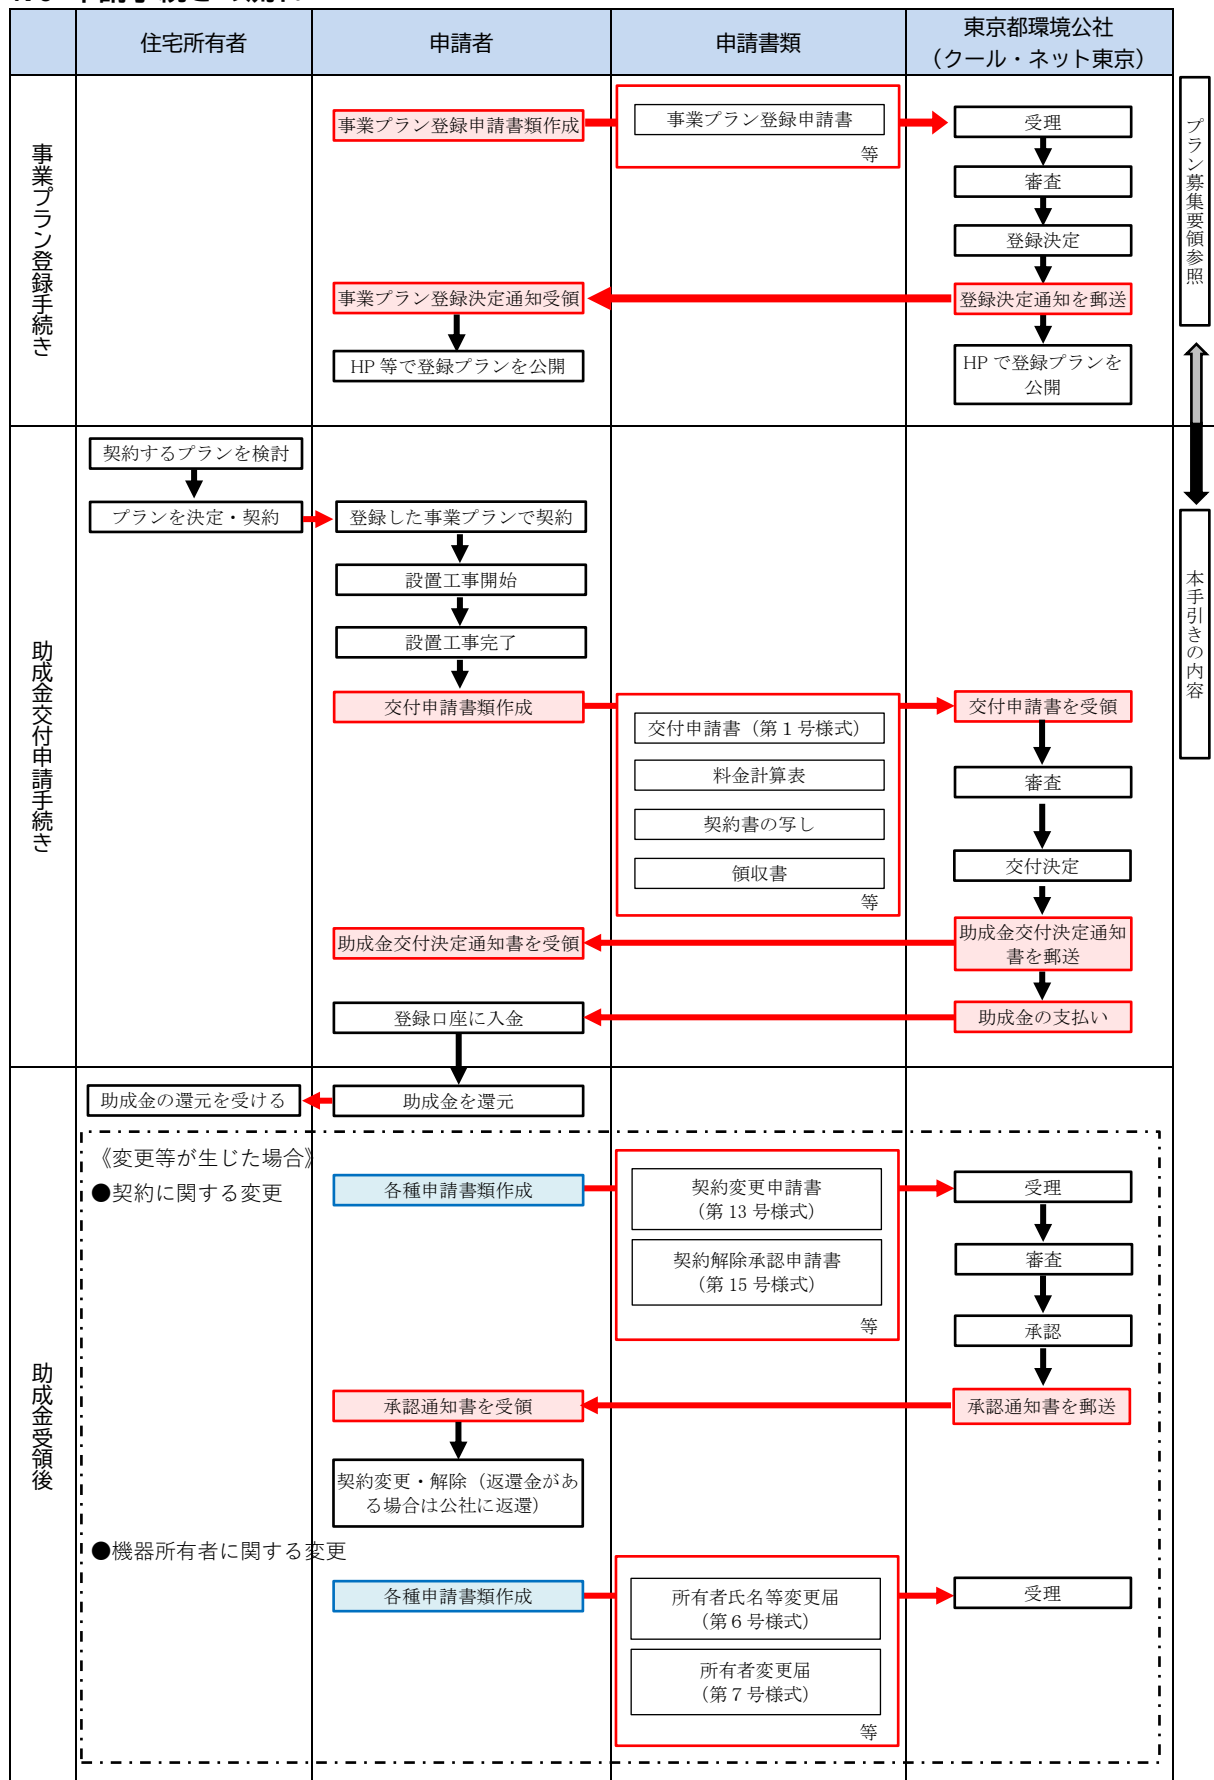 住宅所有者
申請者
申請書類
東京都環境公社
（クール・ネット東京）
事業プラン登録手続き
事業プラン登録申請書類作成
事業プラン登録申請書
等
受理
審査
登録決定
事業プラン登録決定通知受領
登録決定通知を郵送
HP 等で登録プランを公開
HP で登録プランを
公開
プラン募集要領参照
助成金交付申請手続き
契約するプランを検討
プランを決定・契約
登録した事業プランで契約
設置工事開始
設置工事完了
交付申請書類作成
交付申請書（第１号様式）
料金計算表
契約書の写し
領収書
等
交付申請書を受領
審査
交付決定
助成金交付決定通知書を受領
助成金交付決定通知
書を郵送
登録口座に入金
助成金の支払い
本手引きの内容
助成金受領後
助成金の還元を受ける
助成金を還元
《変更等が生じた場合》
●契約に関する変更
各種申請書類作成
契約変更申請書
（第 13 号様式）
契約解除承認申請書
（第 15 号様式）
等
受理
審査
承認
承認通知書を受領
承認通知書を郵送
契約変更・解除（返還金があ
る場合は公社に返還）
●機器所有者に関する変更
各種申請書類作成
所有者氏名等変更届
（第６号様式）
所有者変更届
（第７号様式）
等
受理